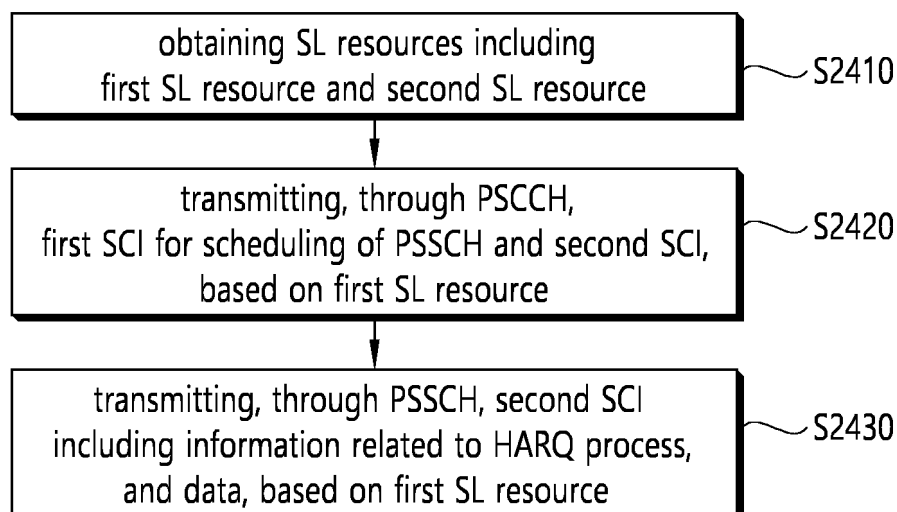 obtaining SL resources including
first SL resource and second SL resource
S2410
transmitting, through PSCCH,
first SCI for scheduling of PSSCH and second SCI,
based on first SL resource
S2420
transmitting, through PSSCH, second SCI
including information related to HARQ process,
and data, based on first SL resource
S2430